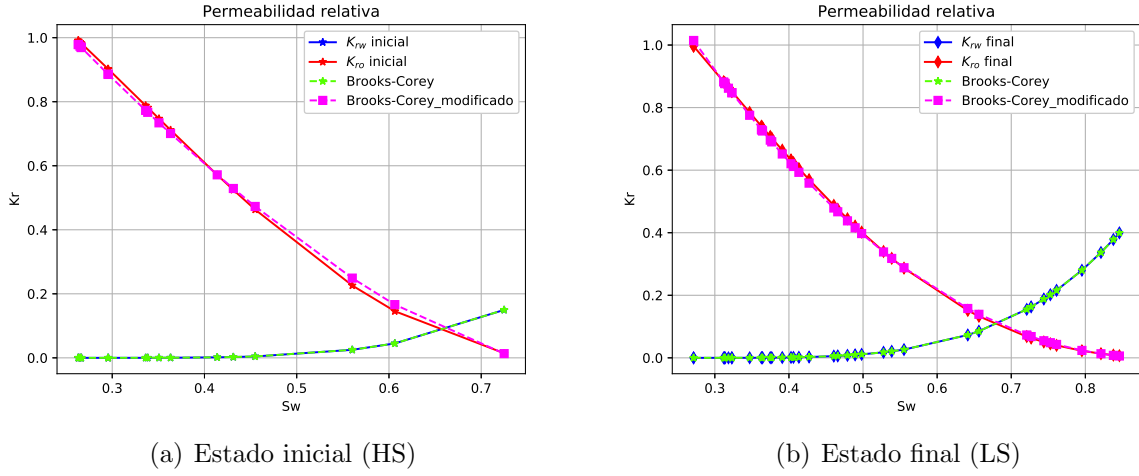 Permeabilidad relativa
Kr
1.0
0.8
0.6
0.4
0.2
0.0
0.3
0.4
0.5
0.6
0.7
Sw
K_rw inicial
K_ro inicial
Brooks-Corey
Brooks-Corey_modificado
(a) Estado inicial (HS)
Permeabilidad relativa
Kr
1.0
0.8
0.6
0.4
0.2
0.0
0.3
0.4
0.5
0.6
0.7
0.8
Sw
K_rw final
K_ro final
Brooks-Corey
Brooks-Corey_modificado
(b) Estado final (LS)